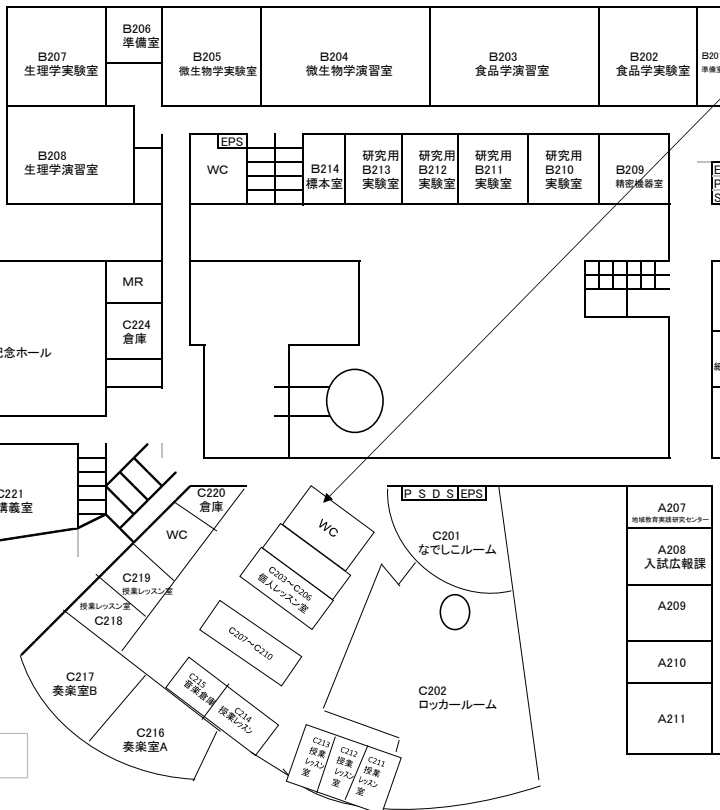 B207
生理学実験室
B206
準備室
B205
微生物学実験室
B204
微生物学演習室
B203
食品学演習室
B202
食品学実験室
B20
準備室
B208
生理学演習室
EPS
WC
B214
標本室
研究用
B213
実験室
研究用
B212
実験室
研究用
B211
実験室
研究用
B210
実験室
B209
精密機器室
E
P
S
MR
C224
倉庫
念ホール
C221
講義室
C220
倉庫
WC
WC
P S D S
EPS
C201
なでしこルーム
A207
地域教育実践研究センター
A208
入試広報課
C219
授業レッスン室
授業レッスン室
C218
C203～C206
個人レッスン室
A209
C207～C210
A210
C217
奏楽室B
C215
音楽倉庫
C214
授業レッスン
C202
ロッカールーム
A211
C216
奏楽室A
C213
授業
レッスン
室
C212
授業
レッスン
室
C211
授業
レッスン
室